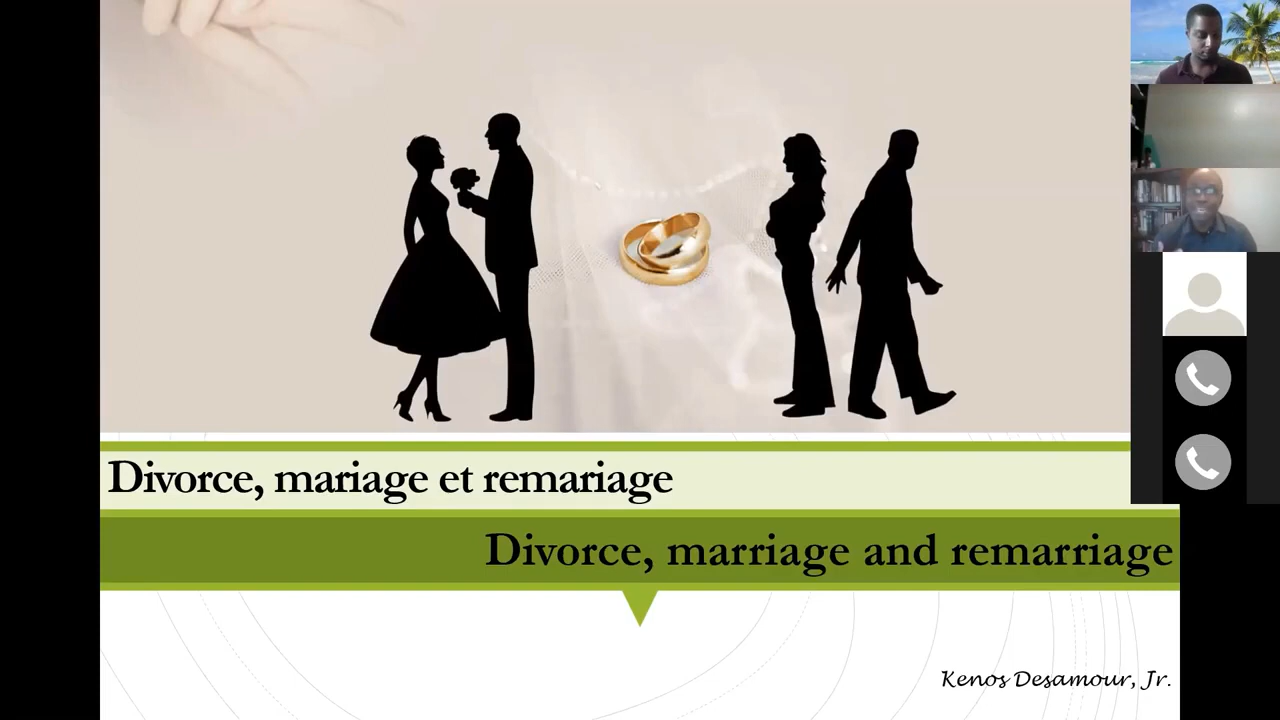 Divorce, mariage et remariage
Divorce, marriage and remarriage
Kenos Desamour, Jr.